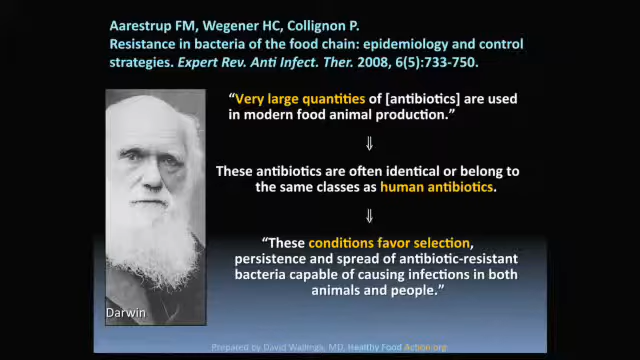 Aarestrup FM, Wegener HC, Collignon P.
Resistance in bacteria of the food chain: epidemiology and control
strategies. Expert Rev. Anti Infect. Ther. 2008, 6(5):733-750.
“Very large quantities of [antibiotics] are used
in modern food animal production.”
⇓
These antibiotics are often identical or belong to
the same classes as human antibiotics.
⇓
“These conditions favor selection,
persistence and spread of antibiotic-resistant
bacteria capable of causing infections in both
animals and people.”
Darwin
Prepared by David Wallinga, MD, Healthy Food Action.org